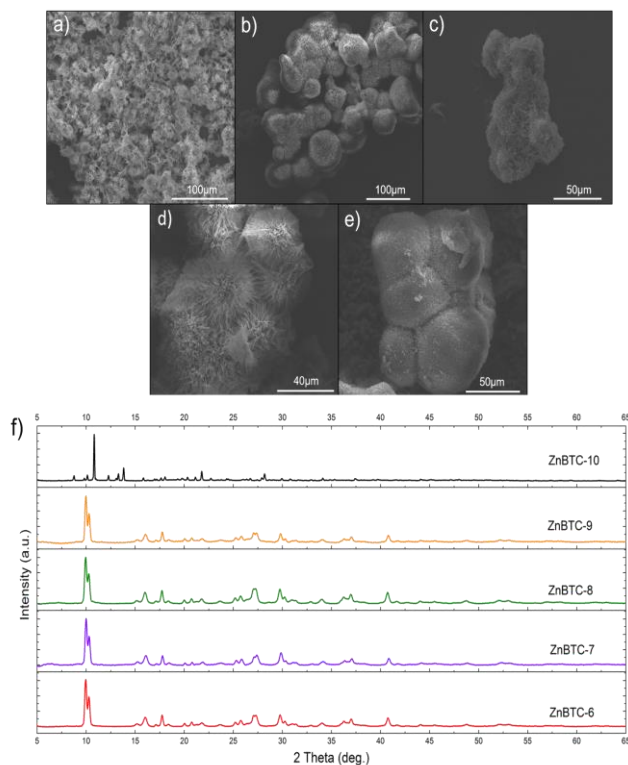 a) b) c)
100μm 100μm 50μm
d) e)
40μm 50μm
f)
5 10 15 20 25 30 35 40 45 50 55 60 65
ZnBTC-10
ZnBTC-9
ZnBTC-8
ZnBTC-7
ZnBTC-6
Intensity (a.u.)
5 10 15 20 25 30 35 40 45 50 55 60 65
2 Theta (deg.)